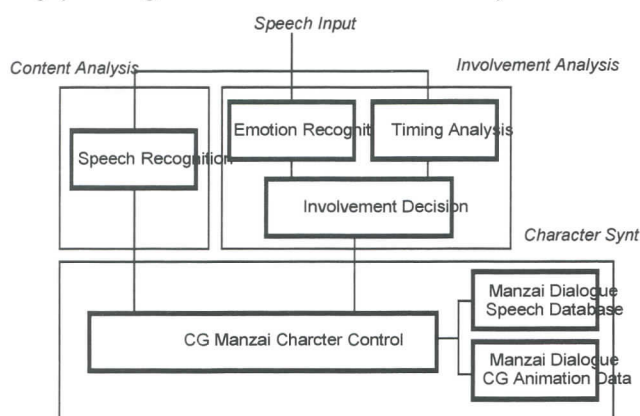 Speech Input
Content Analysis
Involvement Analysis
Emotion Recognit
Timing Analysis
Speech Recognition
Involvement Decision
Character Synt
Manzai Dialogue
Speech Database
CG Manzai Charcter Control
Manzai Dialogue
CG Animation Data